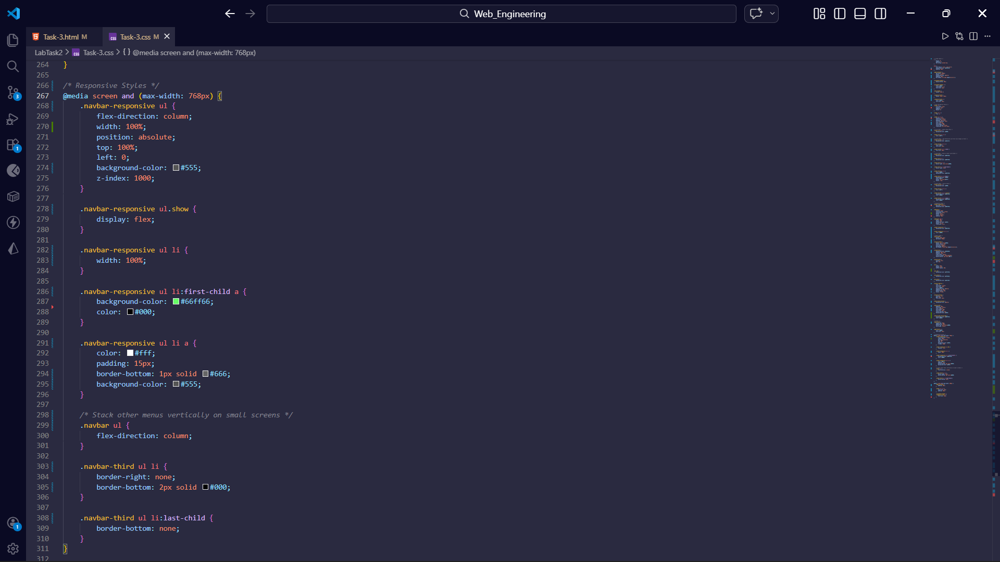 Web_Engineering
Task-3.html M
Task-3.css M
LabTask2 > Task-3.css > {} @media screen and (max-width: 768px)
264 }
265
266 /* Responsive Styles */
267 @media screen and (max-width: 768px) {
268 .navbar-responsive ul {
269 flex-direction: column;
270 width: 100%;
271 position: absolute;
272 top: 100%;
273 left: 0;
274 background-color: #555;
275 z-index: 1000;
276 }
277
278 .navbar-responsive ul.show {
279 display: flex;
280 }
281
282 .navbar-responsive ul li {
283 width: 100%;
284 }
285
286 .navbar-responsive ul li:first-child a {
287 background-color: #66ff66;
288 color: #000;
289 }
290
291 .navbar-responsive ul li a {
292 color: #fff;
293 padding: 15px;
294 border-bottom: 1px solid #666;
295 background-color: #555;
296 }
297
298 /* Stack other menus vertically on small screens */
299 .navbar ul {
300 flex-direction: column;
301 }
302
303 .navbar-third ul li {
304 border-right: none;
305 border-bottom: 2px solid #000;
306 }
307
308 .navbar-third ul li:last-child {
309 border-bottom: none;
310 }
311 }
312
3
1
1